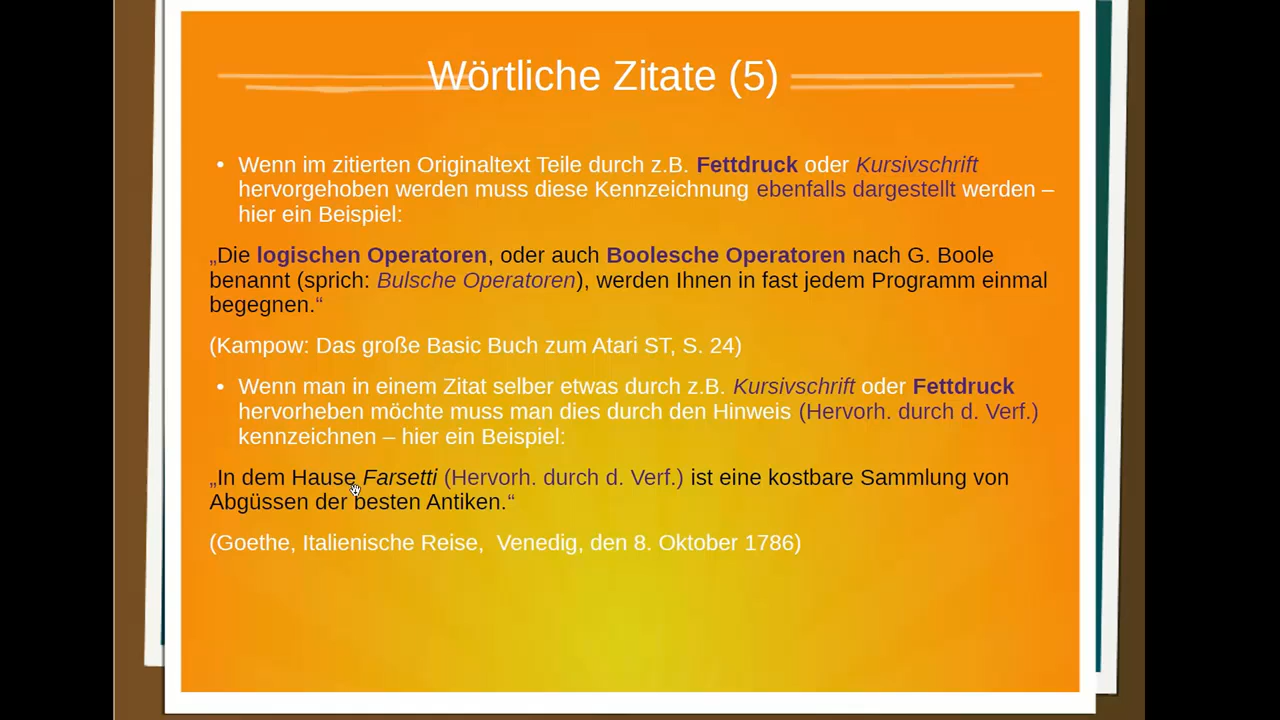 Wörtliche Zitate (5)
• Wenn im zitierten Originaltext Teile durch z.B. Fettdruck oder Kursivschrift
hervorgehoben werden muss diese Kennzeichnung ebenfalls dargestellt werden –
hier ein Beispiel:
„Die logischen Operatoren, oder auch Boolesche Operatoren nach G. Boole
benannt (sprich: Bulsche Operatoren), werden Ihnen in fast jedem Programm einmal
begegnen.“
(Kampow: Das große Basic Buch zum Atari ST, S. 24)
• Wenn man in einem Zitat selber etwas durch z.B. Kursivschrift oder Fettdruck
hervorheben möchte muss man dies durch den Hinweis (Hervorh. durch d. Verf.)
kennzeichnen – hier ein Beispiel:
„In dem Hause Farsetti (Hervorh. durch d. Verf.) ist eine kostbare Sammlung von
Abgüssen der besten Antiken.“
(Goethe, Italienische Reise,  Venedig, den 8. Oktober 1786)